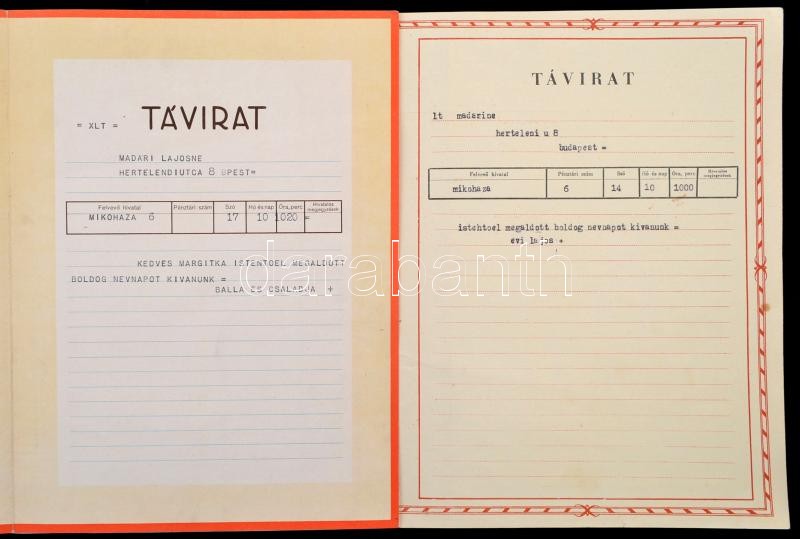 = XLT = TÁVIRAT
MADARI LAJOSNE
HERTELENDIUTCA 8 BPEST=
Felvevő hivatal Pénztári szám Szó Hó és nap Óra, perc Hivatalos megjegyzések
MIKOHAZA 6 17 10 1020 =
KEDVES MARGITKA ISTENTOEL MEGALDOTT
BOLDOG NEVNAPOT KIVANUNK =
BALLA ES CSALADJA +
TÁVIRAT
lt madarine
herteleni u 8
budapest =
Felvevő hivatal Pénztári szám Szó Hó és nap Óra, perc Hivatalos megjegyzések
mikohaza 6 14 10 1000
istehtoel megaldott boldog nevnapot kivanunk =
evi lajos +
darabanth